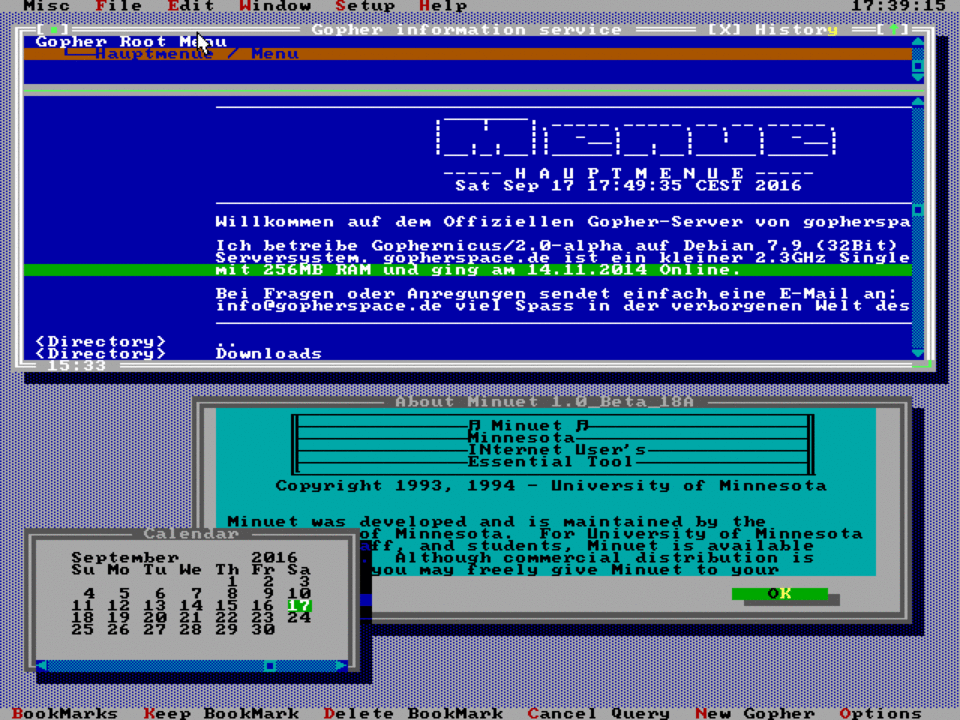 Misc File Edit Window Setup Help 17:39:15
Gopher information service [X] History
Gopher Root Menu
Hauptmenue / Menu
----- H A U P T M E N U E -----
Sat Sep 17 17:49:35 CEST 2016
Willkommen auf dem Offiziellen Gopher-Server von gopherspa
Ich betreibe Gophernicus/2.0-alpha auf Debian 7.9 (32Bit)
Serversystem. gopherspace.de ist ein kleiner 2.3GHz Single
mit 256MB RAM und ging am 14.11.2014 Online.
Bei Fragen oder Anregungen sendet einfach eine E-Mail an:
info@gopherspace.de viel Spass in der verborgenen Welt des
<Directory> ..
<Directory> Downloads
15:33
About Minuet 1.0_Beta_18A
♫ Minuet ♫
Minnesota
INternet User's
Essential Tool
Copyright 1993, 1994 - University of Minnesota
Minuet was developed and is maintained by the
of Minnesota. For University of Minnesota
ff, and students, Minuet is available
. Although commercial distribution is
you may freely give Minuet to your
OK
Calendar
September 2016
Su Mo Tu We Th Fr Sa
1 2 3
4 5 6 7 8 9 10
11 12 13 14 15 16 17
18 19 20 21 22 23 24
25 26 27 28 29 30
BookMarks Keep BookMark Delete BookMark Cancel Query New Gopher Options